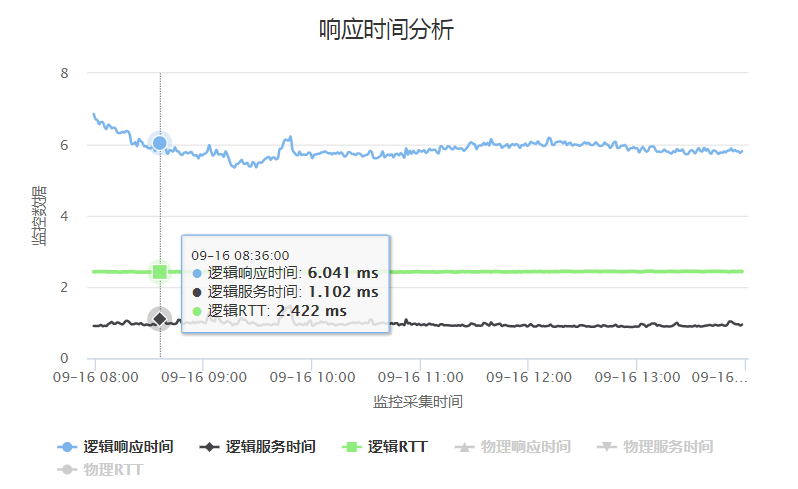 响应时间分析
8
6
4
2
0
监控数据
09-16 08:36:00
逻辑响应时间: 6.041 ms
逻辑服务时间: 1.102 ms
逻辑RTT: 2.422 ms
09-16 08:00 09-16 09:00 09-16 10:00 09-16 11:00 09-16 12:00 09-16 13:00 09-16...
监控采集时间
逻辑响应时间 逻辑服务时间 逻辑RTT 物理响应时间 物理服务时间
物理RTT